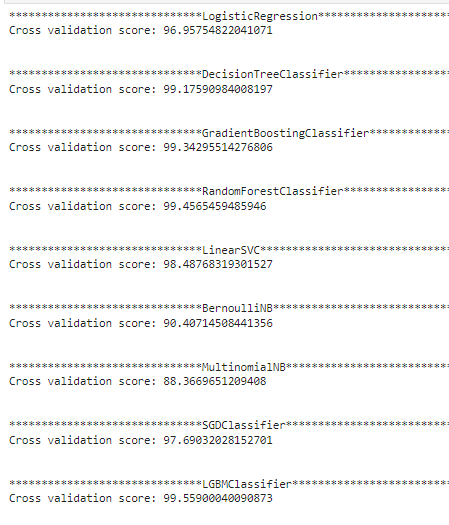 ******************************LogisticRegression********************
Cross validation score: 96.95754822041071
******************************DecisionTreeClassifier****************
Cross validation score: 99.17590984008197
******************************GradientBoostingClassifier************
Cross validation score: 99.34295514276806
******************************RandomForestClassifier****************
Cross validation score: 99.4565459485946
******************************LinearSVC*****************************
Cross validation score: 98.48768319301527
******************************BernoulliNB***************************
Cross validation score: 90.40714508441356
******************************MultinomialNB*************************
Cross validation score: 88.3669651209408
******************************SGDClassifier*************************
Cross validation score: 97.69032028152701
******************************LGBMClassifier************************
Cross validation score: 99.55900040090873